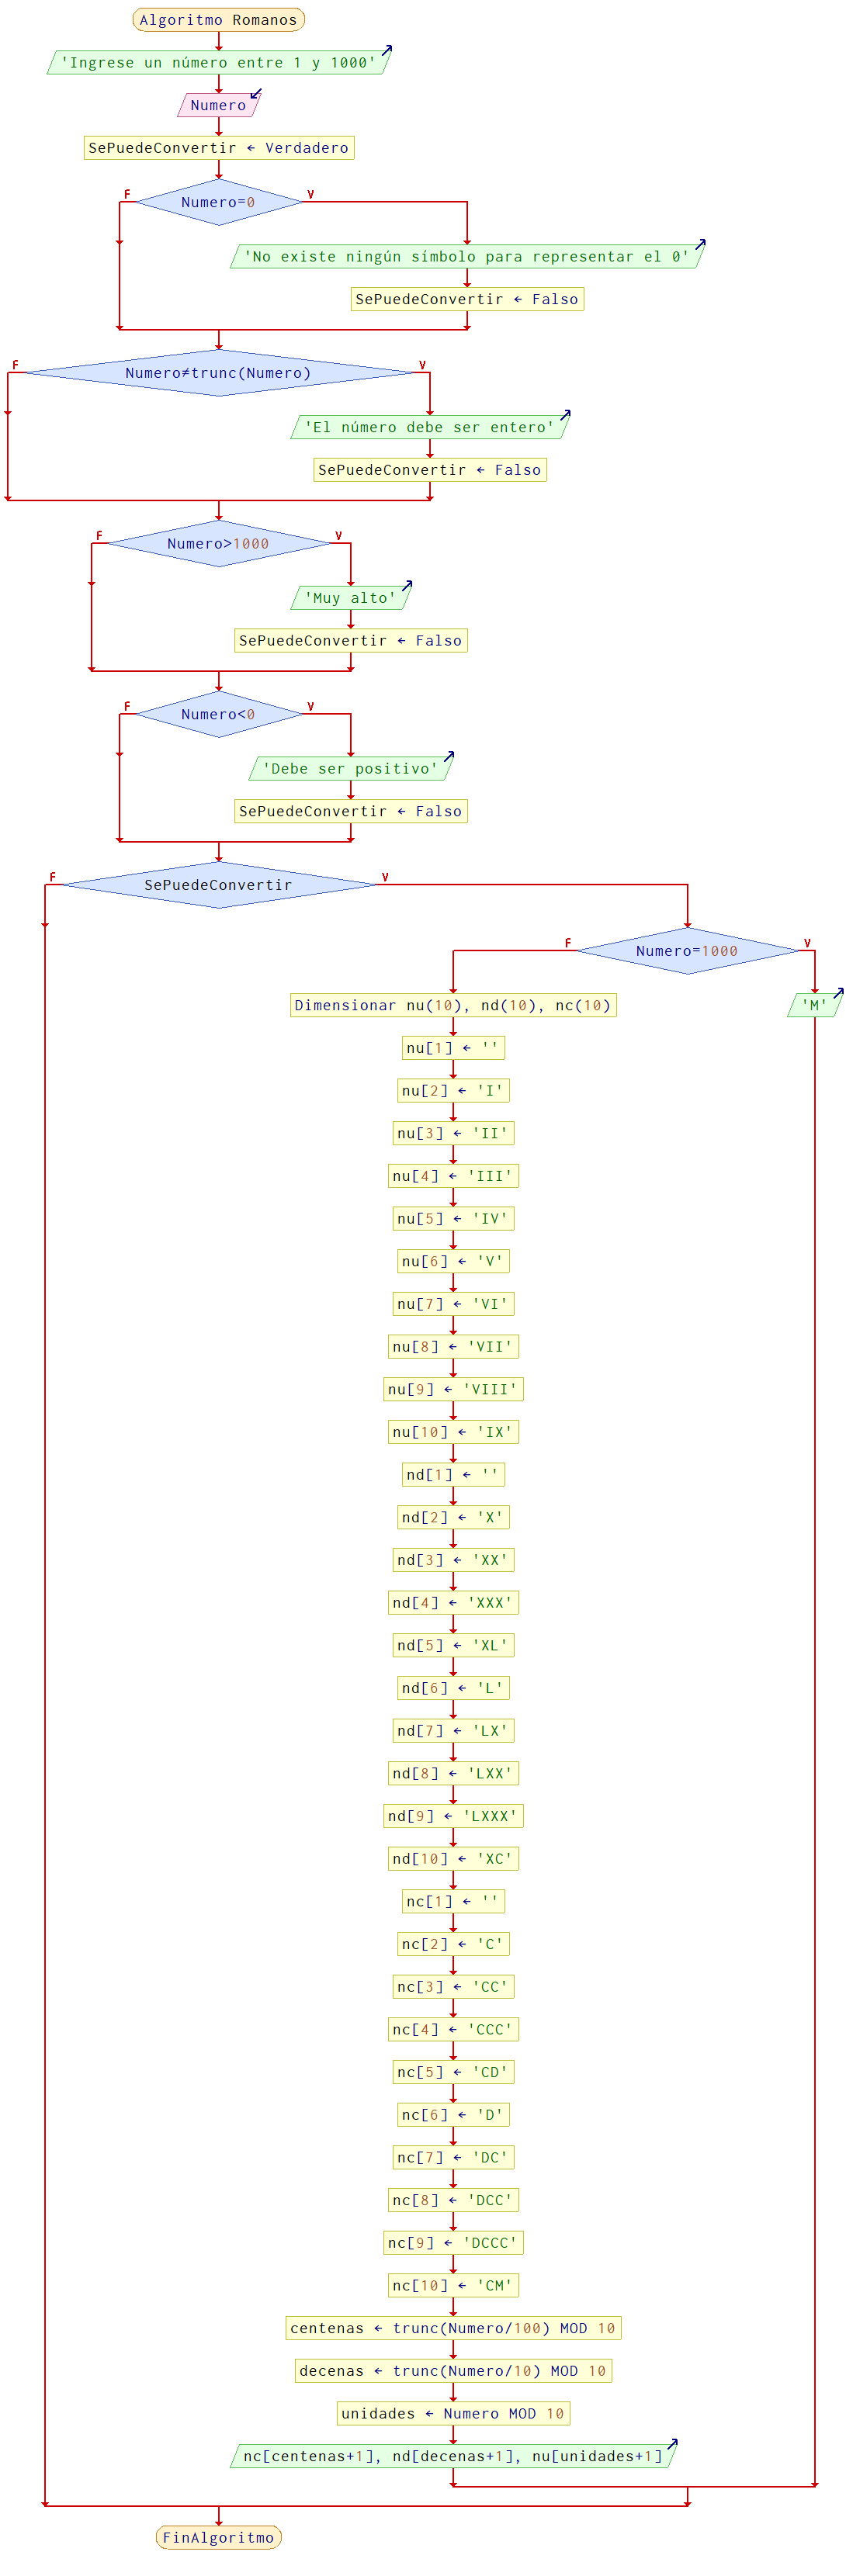 Algoritmo Romanos
'Ingrese un número entre 1 y 1000'
Numero
SePuedeConvertir ← Verdadero
F
V
Numero=0
'No existe ningún símbolo para representar el 0'
SePuedeConvertir ← Falso
F
V
Numero≠trunc(Numero)
'El número debe ser entero'
SePuedeConvertir ← Falso
F
V
Numero>1000
'Muy alto'
SePuedeConvertir ← Falso
F
V
Numero<0
'Debe ser positivo'
SePuedeConvertir ← Falso
F
V
SePuedeConvertir
F
V
Numero=1000
Dimensionar nu(10), nd(10), nc(10)
'M'
nu[1] ← ''
nu[2] ← 'I'
nu[3] ← 'II'
nu[4] ← 'III'
nu[5] ← 'IV'
nu[6] ← 'V'
nu[7] ← 'VI'
nu[8] ← 'VII'
nu[9] ← 'VIII'
nu[10] ← 'IX'
nd[1] ← ''
nd[2] ← 'X'
nd[3] ← 'XX'
nd[4] ← 'XXX'
nd[5] ← 'XL'
nd[6] ← 'L'
nd[7] ← 'LX'
nd[8] ← 'LXX'
nd[9] ← 'LXXX'
nd[10] ← 'XC'
nc[1] ← ''
nc[2] ← 'C'
nc[3] ← 'CC'
nc[4] ← 'CCC'
nc[5] ← 'CD'
nc[6] ← 'D'
nc[7] ← 'DC'
nc[8] ← 'DCC'
nc[9] ← 'DCCC'
nc[10] ← 'CM'
centenas ← trunc(Numero/100) MOD 10
decenas ← trunc(Numero/10) MOD 10
unidades ← Numero MOD 10
nc[centenas+1], nd[decenas+1], nu[unidades+1]
FinAlgoritmo